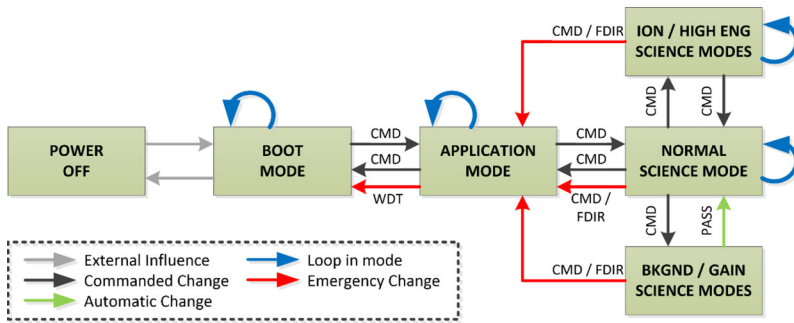 CMD / FDIR
ION / HIGH ENG
SCIENCE MODES
CMD
CMD
POWER
OFF
BOOT
MODE
CMD
CMD
WDT
APPLICATION
MODE
CMD
CMD
CMD /
FDIR
NORMAL
SCIENCE MODE
CMD
PASS
CMD / FDIR
BKGND / GAIN
SCIENCE MODES
External Influence
Loop in mode
Commanded Change
Emergency Change
Automatic Change